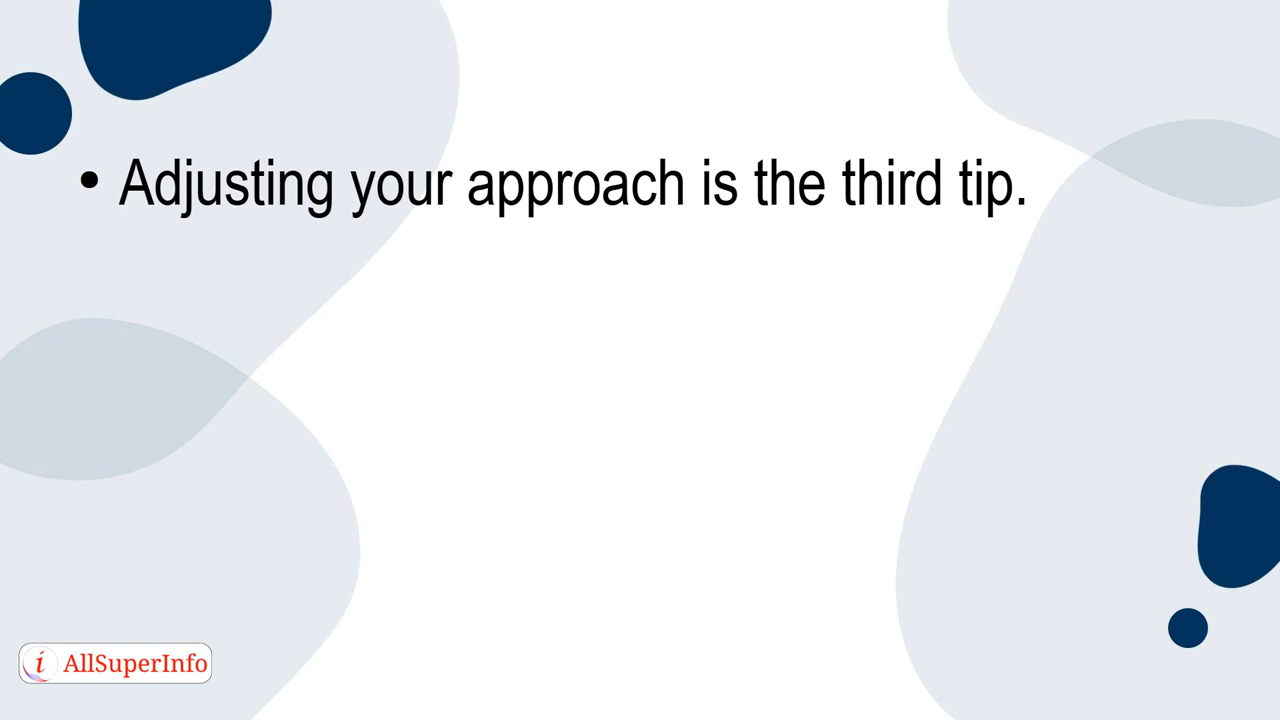 • Adjusting your approach is the third tip.
i AllSuperInfo